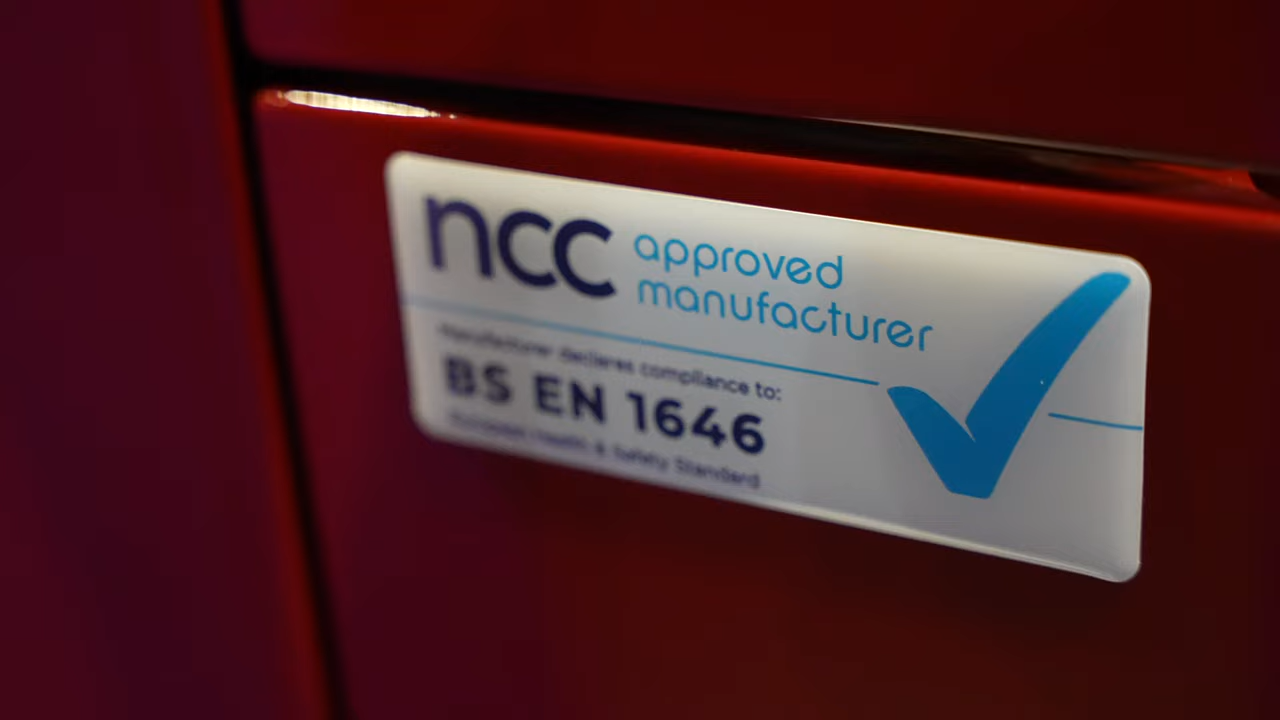 ncc approved
manufacturer
Manufacturer declares compliance to:
BS EN 1646
European Health & Safety Standard